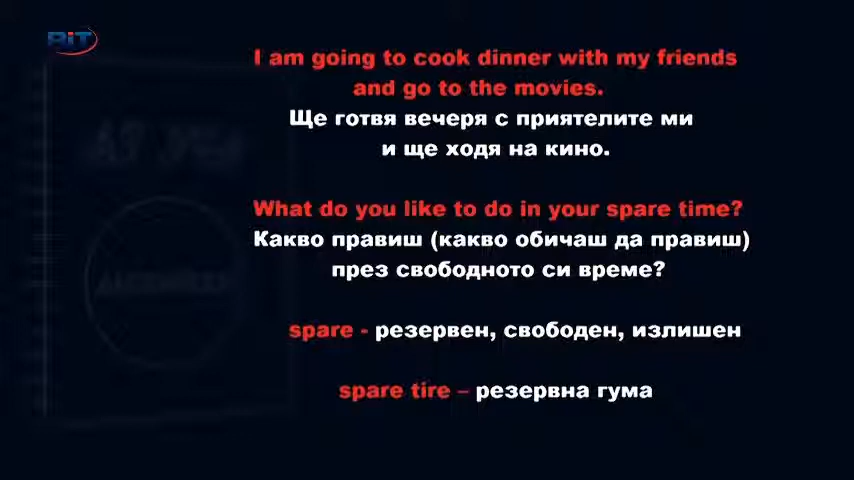 RiT
I am going to cook dinner with my friends
and go to the movies.
Ще готвя вечеря с приятелите ми
и ще ходя на кино.
What do you like to do in your spare time?
Какво правиш (какво обичаш да правиш)
през свободното си време?
spare - резервен, свободен, излишен
spare tire – резервна гума